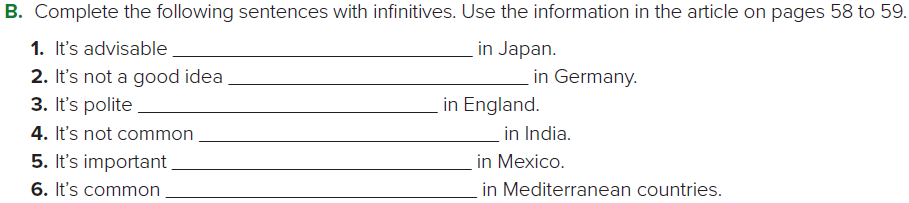 B. Complete the following sentences with infinitives. Use the information in the article on pages 58 to 59.
1. It's advisable ______________________________ in Japan.
2. It's not a good idea ______________________________ in Germany.
3. It's polite ______________________________ in England.
4. It's not common ______________________________ in India.
5. It's important ______________________________ in Mexico.
6. It's common ______________________________ in Mediterranean countries.